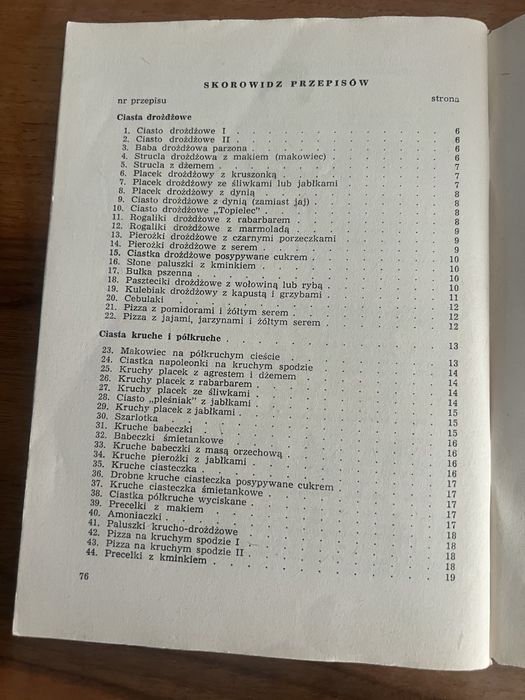 SKOROWIDZ PRZEPISÓW
nr przepisu strona
Ciasta drożdżowe
1. Ciasto drożdżowe I . . . . . . . . . . 6
2. Ciasto drożdżowe II . . . . . . . . . . 6
3. Baba drożdżowa parzona . . . . . . . . . 6
4. Strucla drożdżowa z makiem (makowiec) . . . . . . 6
5. Strucla z dżemem . . . . . . . . . . 7
6. Placek drożdżowy z kruszonką . . . . . . . . 7
7. Placek drożdżowy ze śliwkami lub jabłkami . . . . . 7
8. Placek drożdżowy z dynią . . . . . . . . 8
9. Ciasto drożdżowe z dynią (zamiast jaj) . . . . . . 8
10. Ciasto drożdżowe „Topielec" . . . . . . . . 8
11. Rogaliki drożdżowe z rabarbarem . . . . . . . 8
12. Rogaliki drożdżowe z marmoladą . . . . . . . 9
13. Pierożki drożdżowe z czarnymi porzeczkami . . . . . 9
14. Pierożki drożdżowe z serem . . . . . . . . 9
15. Ciastka drożdżowe posypywane cukrem . . . . . . 10
16. Słone paluszki z kminkiem . . . . . . . . 10
17. Bułka pszenna . . . . . . . . . . 10
18. Paszteciki drożdżowe z wołowiną lub rybą . . . . . 10
19. Kulebiak drożdżowy z kapustą i grzybami . . . . . 11
20. Cebulaki . . . . . . . . . . . 12
21. Pizza z pomidorami i żółtym serem . . . . . . 12
22. Pizza z jajami, jarzynami i żółtym serem . . . . . 12
Ciasta kruche i półkruche . . . . . . . . . 13
23. Makowiec na półkruchym cieście . . . . . . . 13
24. Ciastka napoleonki na kruchym spodzie . . . . . . 14
25. Kruchy placek z agrestem i dżemem . . . . . . 14
26. Kruchy placek z rabarbarem . . . . . . . . 14
27. Kruchy placek ze śliwkami . . . . . . . . 14
28. Ciasto „pleśniak" z jabłkami . . . . . . . . 15
29. Kruchy placek z jabłkami . . . . . . . . 15
30. Szarlotka . . . . . . . . . . . 15
31. Kruche babeczki . . . . . . . . . . 16
32. Babeczki śmietankowe . . . . . . . . . 16
33. Kruche babeczki z masą orzechową . . . . . . 16
34. Kruche pierożki z jabłkami . . . . . . . . 16
35. Kruche ciasteczka . . . . . . . . . . 17
36. Drobne kruche ciasteczka posypywane cukrem . . . . 17
37. Kruche ciasteczka śmietankowe . . . . . . . 17
38. Ciastka półkruche wyciskane . . . . . . . . 17
39. Precelki z makiem . . . . . . . . . . 17
40. Amoniaczki . . . . . . . . . . . 18
41. Paluszki krucho-drożdżowe . . . . . . . . 18
42. Pizza na kruchym spodzie I . . . . . . . . 18
43. Pizza na kruchym spodzie II . . . . . . . . 18
44. Precelki z kminkiem . . . . . . . . . 19
76